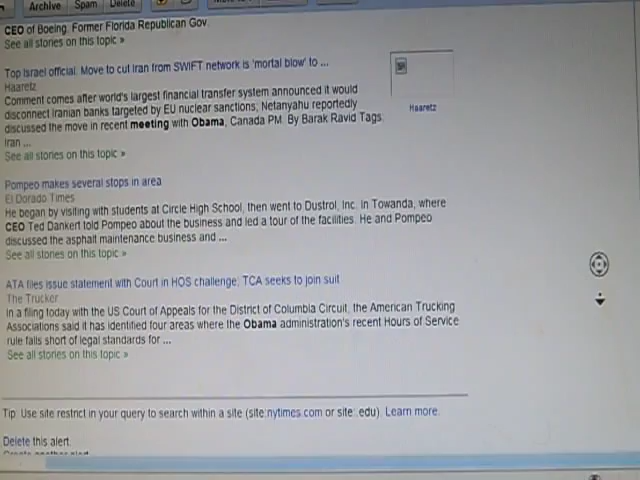 Archive Spam Delete
CEO of Boeing. Former Florida Republican Gov.
See all stories on this topic »
Top Israel official: Move to cut Iran from SWIFT network is 'mortal blow' to ...
Haaretz
Comment comes after world's largest financial transfer system announced it would
disconnect Iranian banks targeted by EU nuclear sanctions; Netanyahu reportedly
discussed the move in recent meeting with Obama, Canada PM. By Barak Ravid Tags:
Iran ...
See all stories on this topic »
Haaretz
Pompeo makes several stops in area
El Dorado Times
He began by visiting with students at Circle High School, then went to Dustrol, Inc. In Towanda, where
CEO Ted Dankert told Pompeo about the business and led a tour of the facilities. He and Pompeo
discussed the asphalt maintenance business and ...
See all stories on this topic »
ATA files issue statement with Court in HOS challenge; TCA seeks to join suit
The Trucker
In a filing today with the US Court of Appeals for the District of Columbia Circuit, the American Trucking
Associations said it has identified four areas where the Obama administration's recent Hours of Service
rule falls short of legal standards for ...
See all stories on this topic »
Tip: Use site restrict in your query to search within a site (site:nytimes.com or site:.edu). Learn more.
Delete this alert.
Create another alert